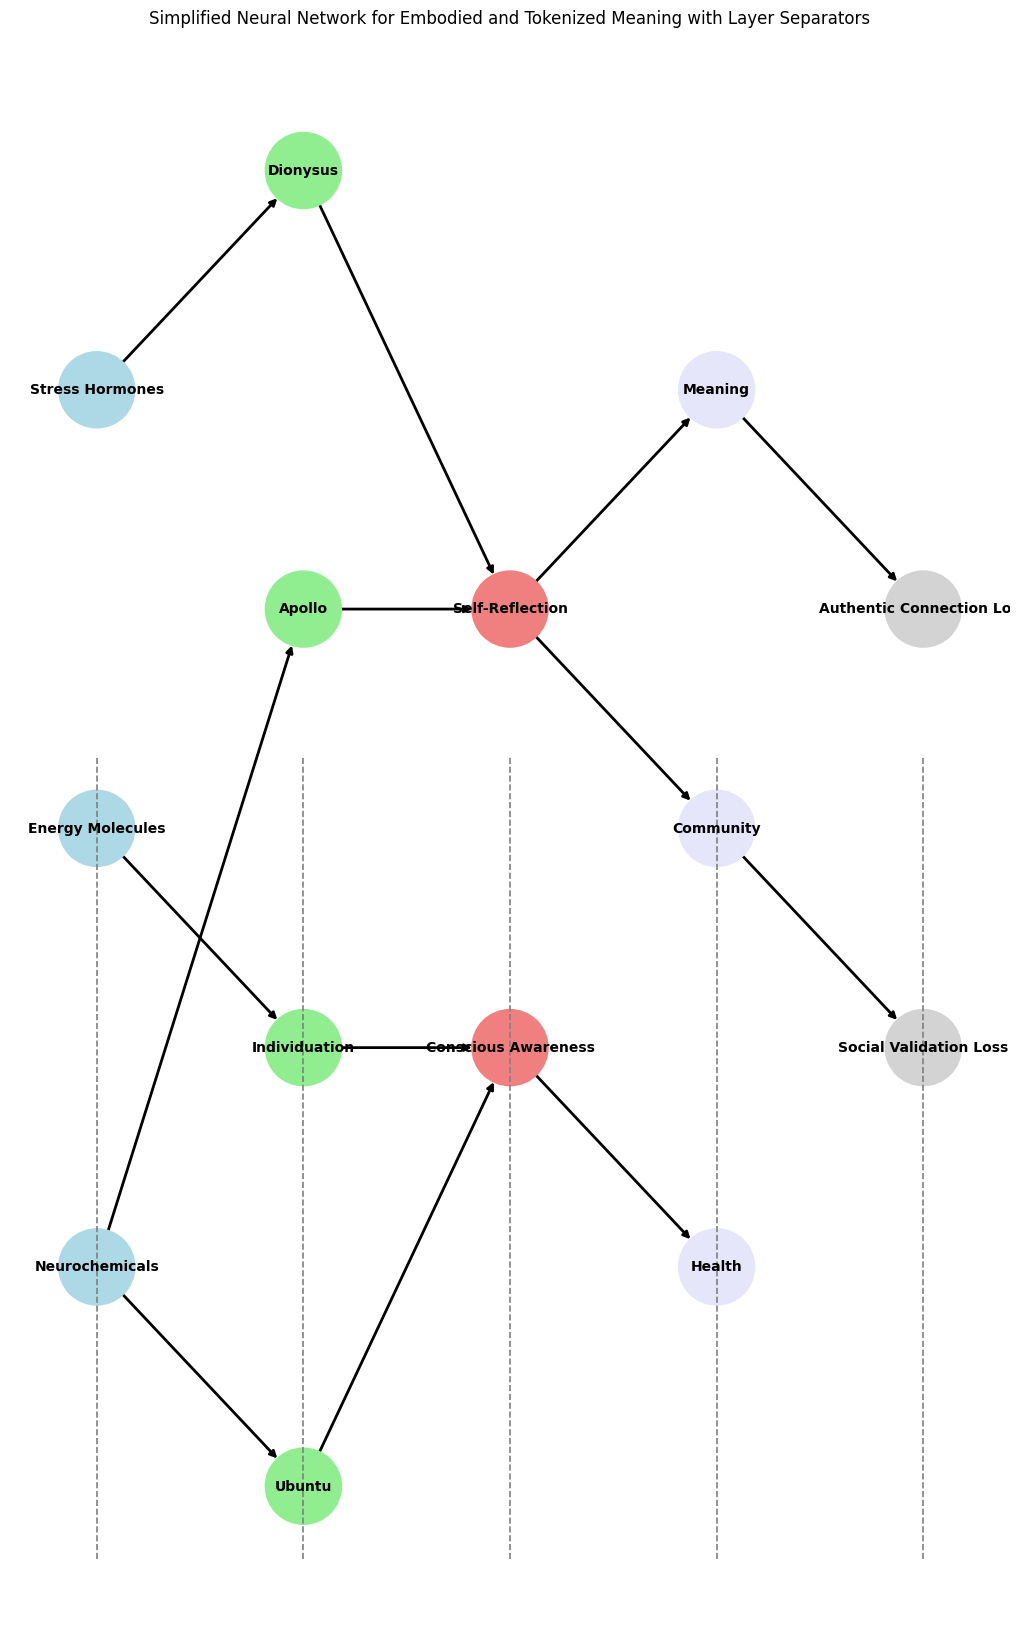 Simplified Neural Network for Embodied and Tokenized Meaning with Layer Separators
Dionysus
Stress Hormones
Meaning
Apollo
Self-Reflection
Authentic Connection Lo
Energy Molecules
Community
Individuation
Conscious Awareness
Social Validation Loss
Neurochemicals
Health
Ubuntu